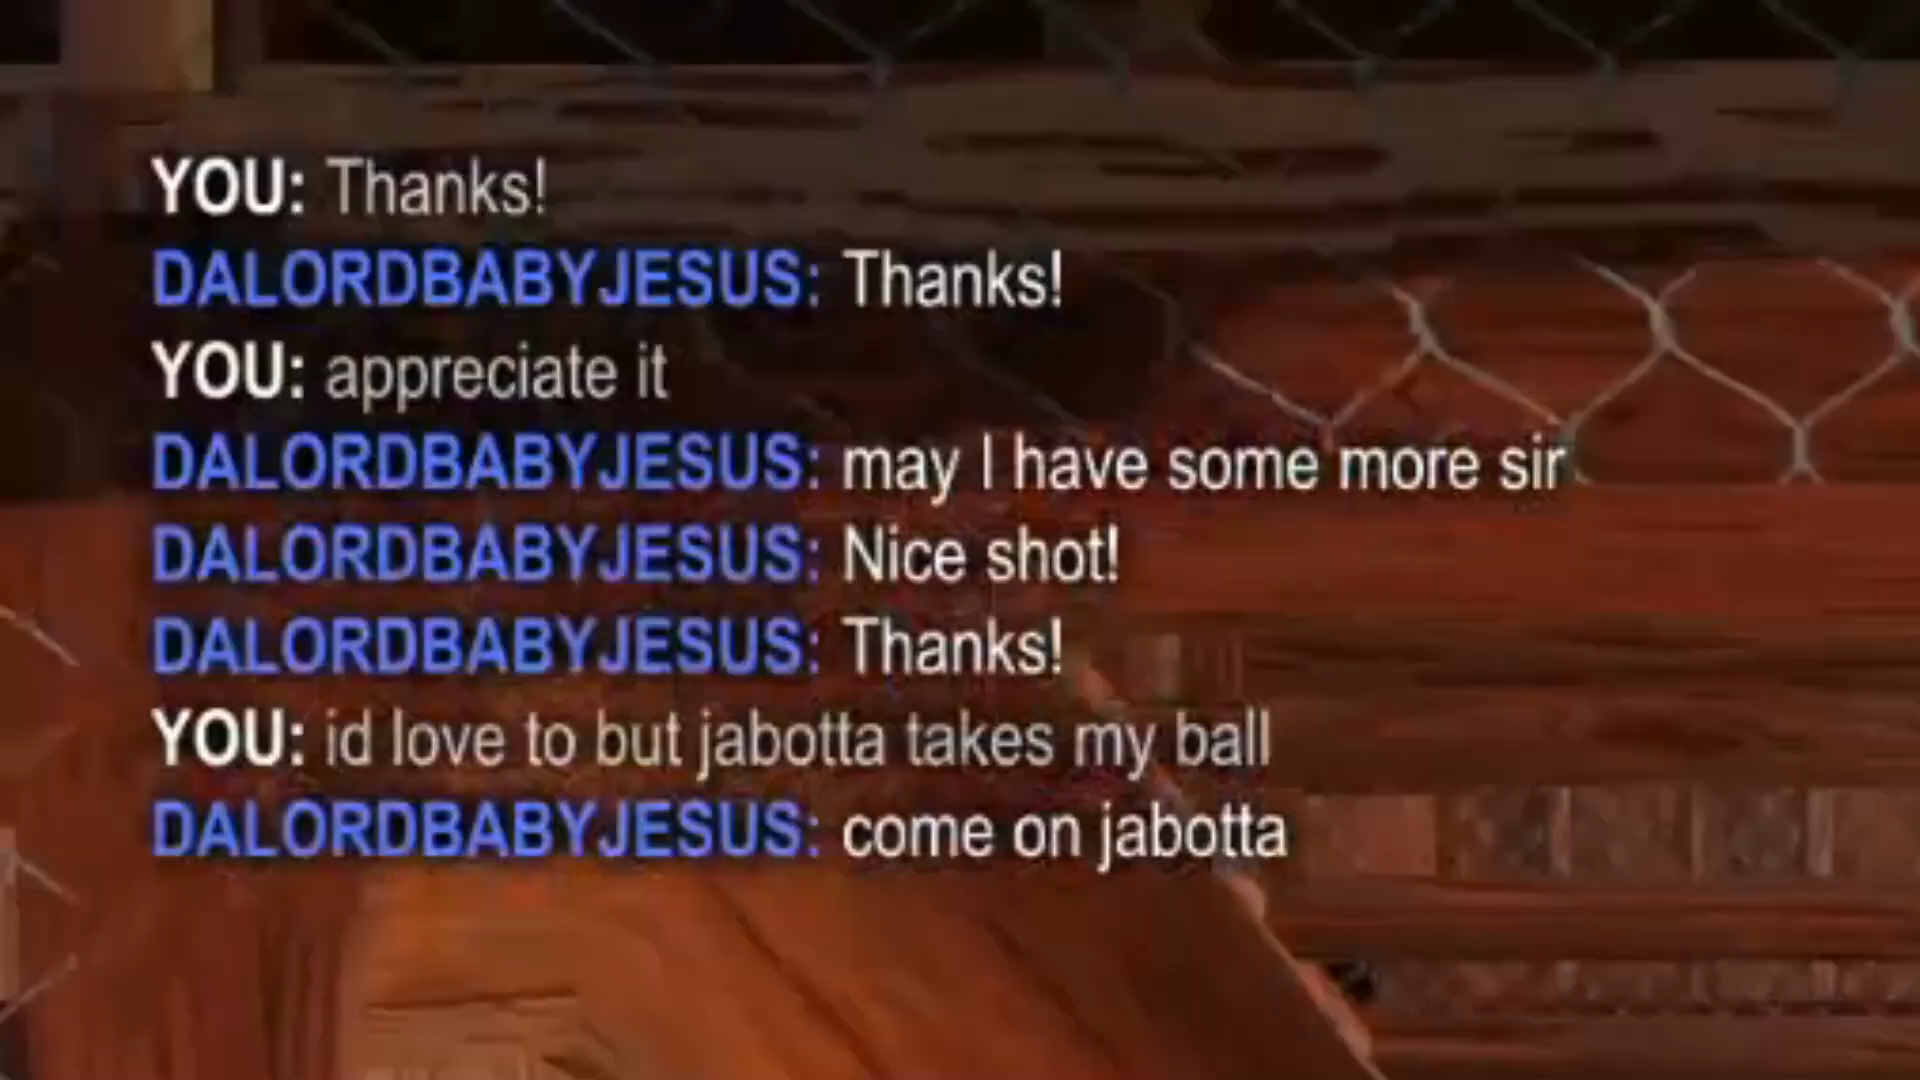 YOU: Thanks!
DALORDBABYJESUS: Thanks!
YOU: appreciate it
DALORDBABYJESUS: may I have some more sir
DALORDBABYJESUS: Nice shot!
DALORDBABYJESUS: Thanks!
YOU: id love to but jabotta takes my ball
DALORDBABYJESUS: come on jabotta